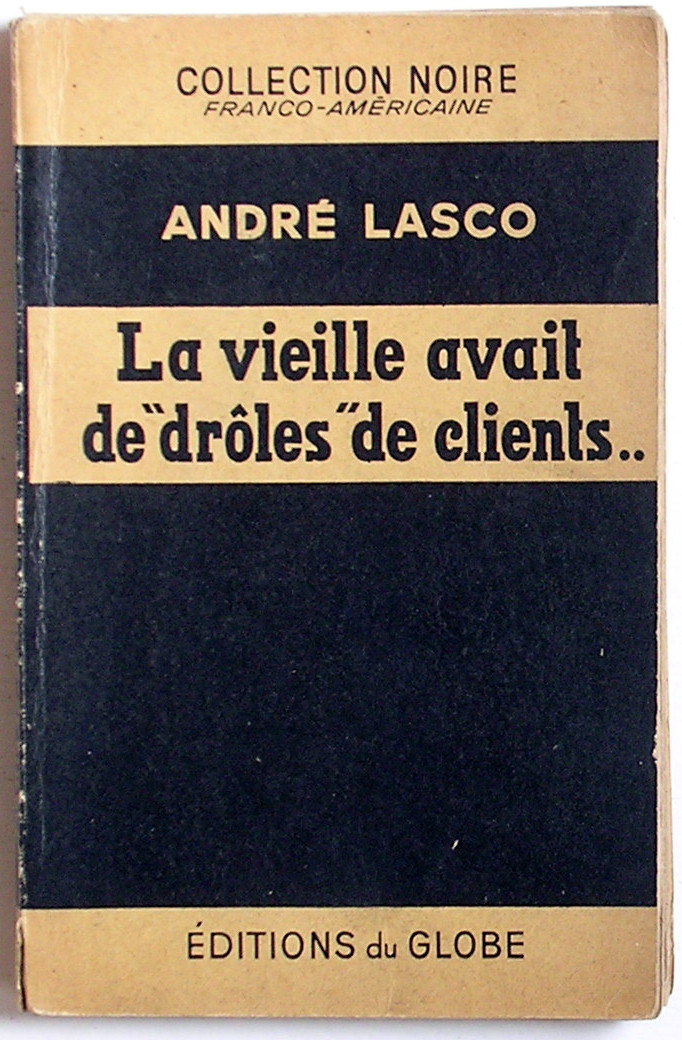 COLLECTION NOIRE
FRANCO-AMÉRICAINE
ANDRÉ LASCO
La vieille avait
de "drôles" de clients..
ÉDITIONS du GLOBE